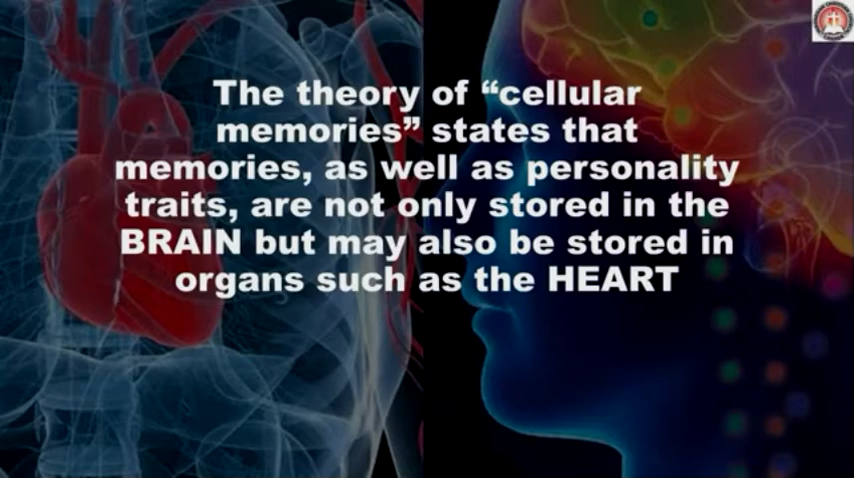 The theory of “cellular
memories” states that
memories, as well as personality
traits, are not only stored in the
BRAIN but may also be stored in
organs such as the HEART